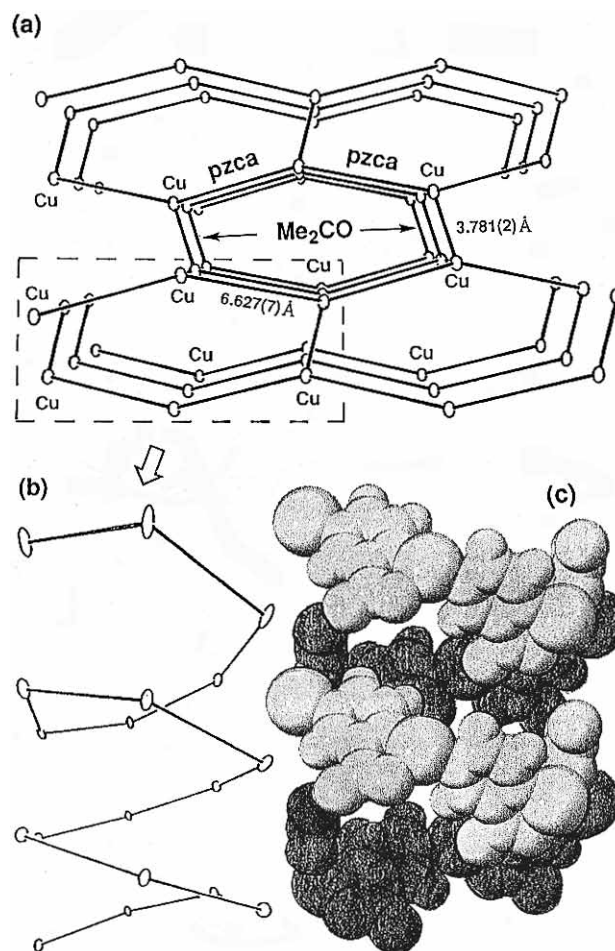 (a)
pzca pzca
Cu Cu Cu
Me₂CO
3.781(2) Å
Cu Cu
Cu Cu
6.627(7) Å
Cu Cu
Cu Cu
(b) (c)